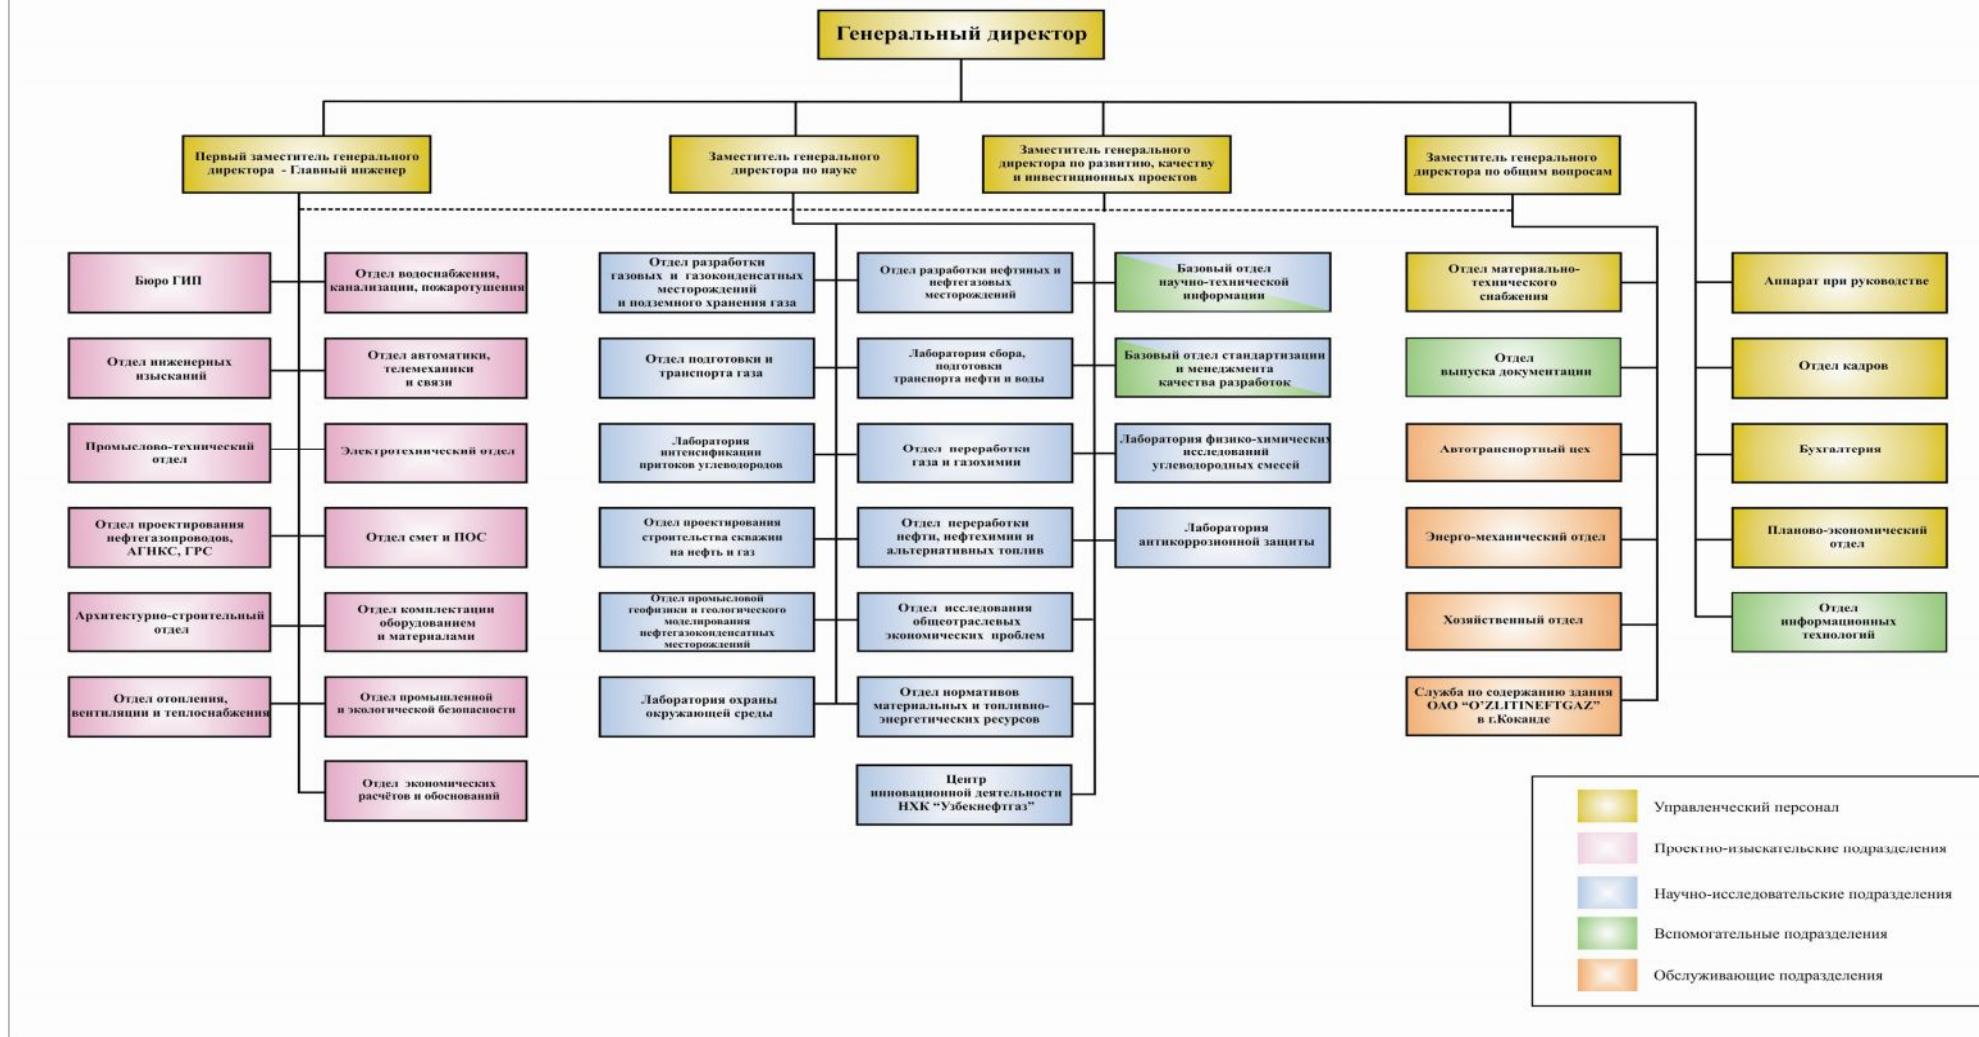 Генеральный директор
Первый заместитель генерального
директора - Главный инженер
Заместитель генерального
директора по науке
Заместитель генерального
директора по развитию, качеству
и инвестиционных проектов
Заместитель генерального
директора по общим вопросам
Бюро ГИП
Отдел инженерных
изысканий
Промыслово-технический
отдел
Отдел проектирования
нефтегазопроводов,
АГНКС, ГРС
Архитектурно-строительный
отдел
Отдел отопления,
вентиляции и теплоснабжения
Отдел водоснабжения,
канализации, пожаротушения
Отдел автоматики,
телемеханики
и связи
Электротехнический отдел
Отдел смет и ПОС
Отдел комплектации
оборудованием
и материалами
Отдел промышленной
и экологической безопасности
Отдел экономических
расчётов и обоснований
Отдел разработки
газовых и газоконденсатных
месторождений
и подземного хранения газа
Отдел подготовки и
транспорта газа
Лаборатория
интенсификации
притоков углеводородов
Отдел проектирования
строительства скважин
на нефть и газ
Отдел промысловой
геофизики и геологического
моделирования
нефтегазоконденсатных
месторождений
Лаборатория охраны
окружающей среды
Отдел разработки нефтяных и
нефтегазовых
месторождений
Лаборатория сбора,
подготовки
транспорта нефти и воды
Отдел переработки
газа и газохимии
Отдел переработки
нефти, нефтехимии и
альтернативных топлив
Отдел исследования
общеотраслевых
экономических проблем
Отдел нормативов
материальных и топливно-
энергетических ресурсов
Центр
инновационной деятельности
НХК “Узбекнефтгаз”
Базовый отдел
научно-технической
информации
Базовый отдел стандартизации
и менеджмента
качества разработок
Лаборатория физико-химических
исследований
углеводородных смесей
Лаборатория
антикоррозионной защиты
Отдел материально-
технического
снабжения
Отдел
выпуска документации
Автотранспортный цех
Энерго-механический отдел
Хозяйственный отдел
Служба по содержанию здания
ОАО “O’ZLITINEFTGAZ”
в г.Коканде
Аппарат при руководстве
Отдел кадров
Бухгалтерия
Планово-экономический
отдел
Отдел
информационных
технологий
Управленческий персонал
Проектно-изыскательские подразделения
Научно-исследовательские подразделения
Вспомогательные подразделения
Обслуживающие подразделения